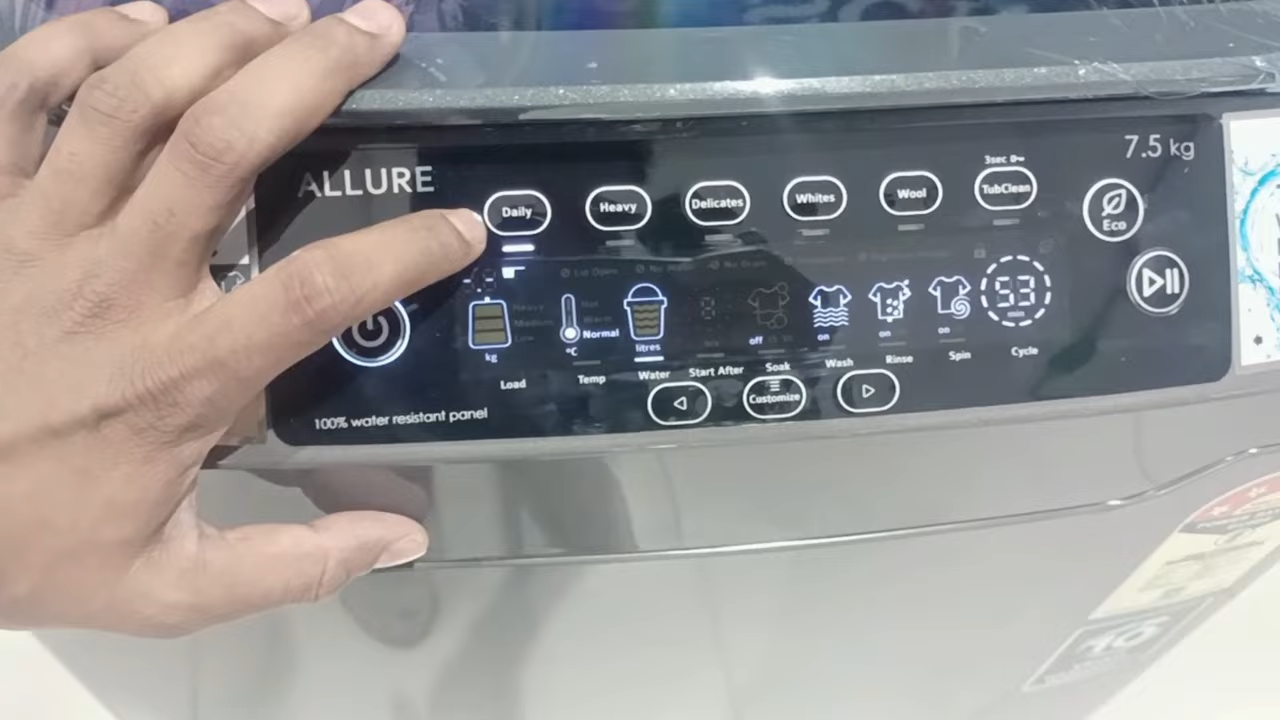 ALLURE
7.5 kg
3sec
Daily
Heavy
Delicates
Whites
Wool
TubClean
Eco
Lid Open
No Water
No Drain
Heavy
Medium
Low
Hot
Warm
Normal
53
min
kg
°C
litres
off
on
on
on
Load
Temp
Water
Start After
Soak
Wash
Rinse
Spin
Cycle
Customize
100% water resistant panel